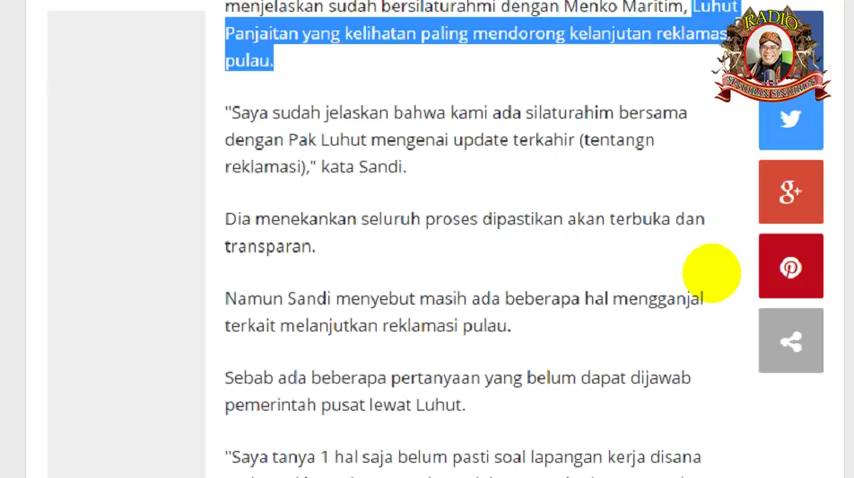 menjelaskan sudah bersilaturahmi dengan Menko Maritim, Luhut
Panjaitan yang kelihatan paling mendorong kelanjutan reklamas
pulau.
"Saya sudah jelaskan bahwa kami ada silaturahim bersama
dengan Pak Luhut mengenai update terkahir (tentangn
reklamasi)," kata Sandi.
Dia menekankan seluruh proses dipastikan akan terbuka dan
transparan.
Namun Sandi menyebut masih ada beberapa hal mengganjal
terkait melanjutkan reklamasi pulau.
Sebab ada beberapa pertanyaan yang belum dapat dijawab
pemerintah pusat lewat Luhut.
"Saya tanya 1 hal saja belum pasti soal lapangan kerja disana
RADIO